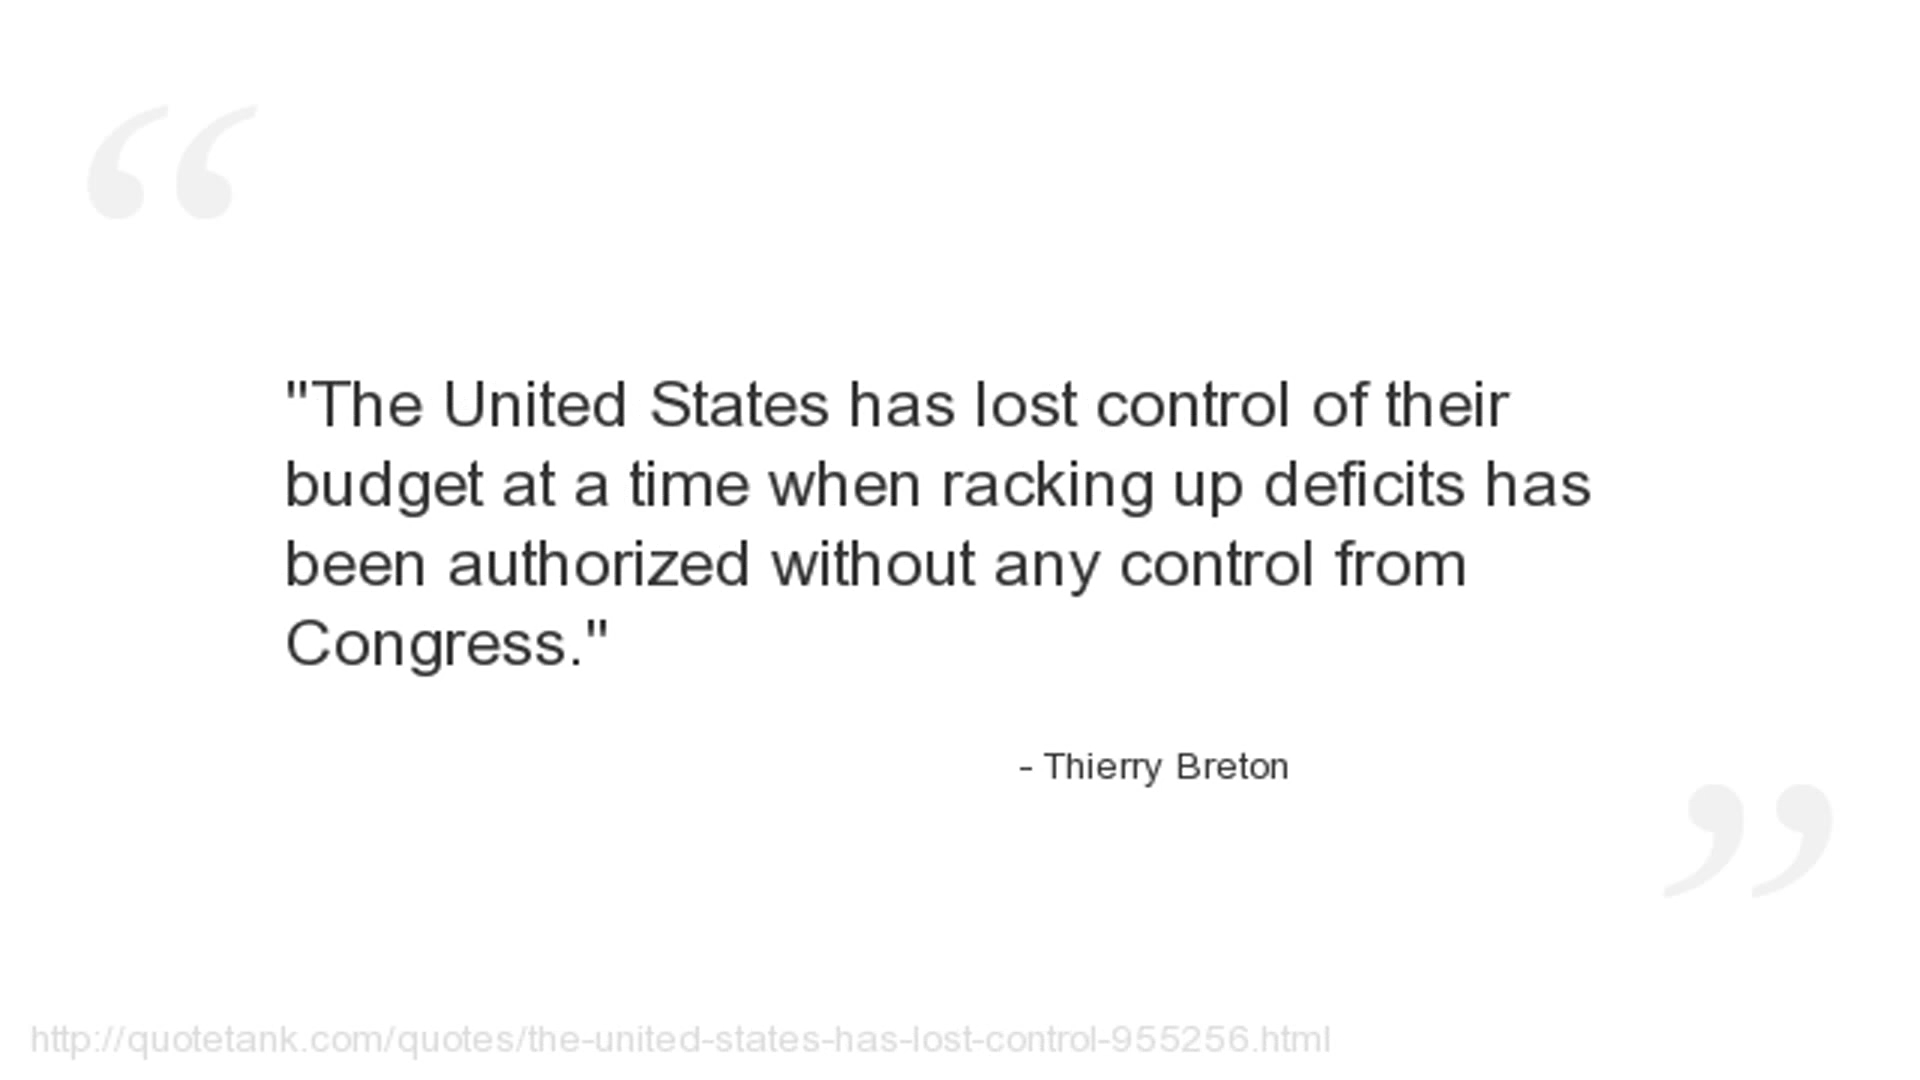 "The United States has lost control of their
budget at a time when racking up deficits has
been authorized without any control from
Congress."
- Thierry Breton
http://quotetank.com/quotes/the-united-states-has-lost-control-955256.html